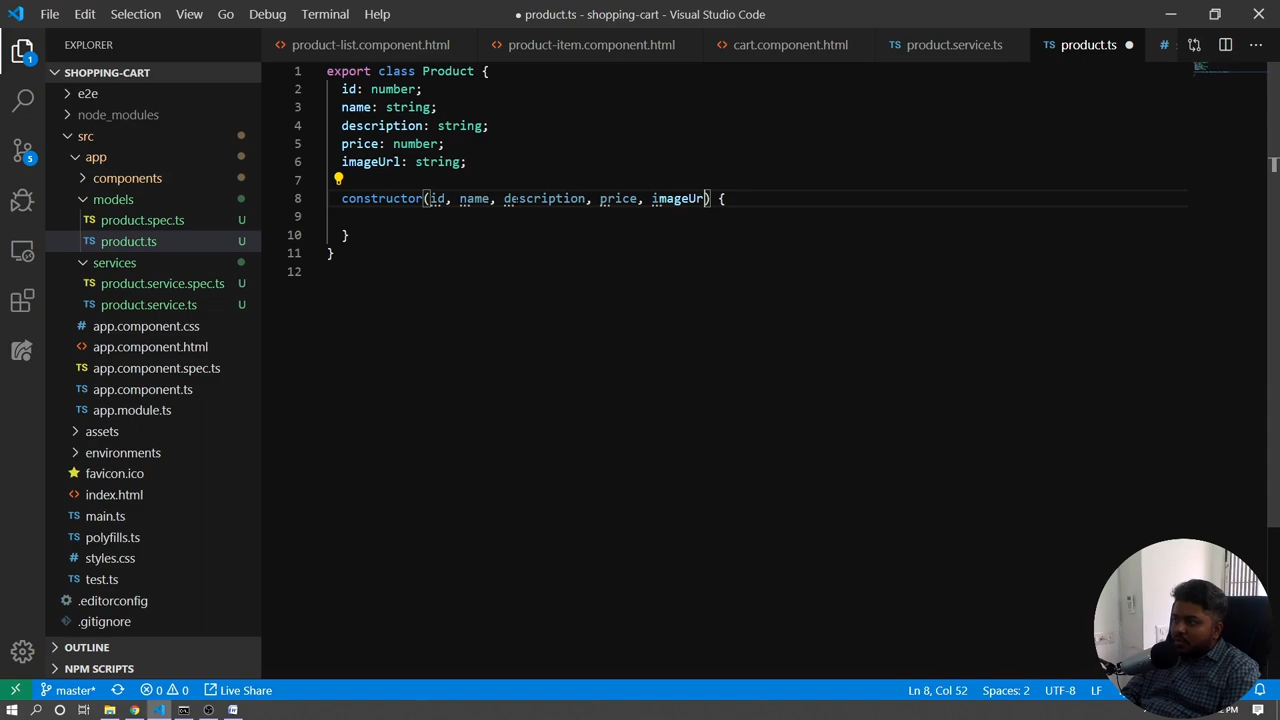 File Edit Selection View Go Debug Terminal Help
● product.ts - shopping-cart - Visual Studio Code
EXPLORER
product-list.component.html
product-item.component.html
cart.component.html
product.service.ts
product.ts
SHOPPING-CART
e2e
node_modules
src
app
components
models
product.spec.ts U
product.ts U
services
product.service.spec.ts U
product.service.ts U
app.component.css
app.component.html
app.component.spec.ts
app.component.ts
app.module.ts
assets
environments
favicon.ico
index.html
main.ts
polyfills.ts
styles.css
test.ts
.editorconfig
.gitignore
OUTLINE
NPM SCRIPTS
1 export class Product {
2 id: number;
3 name: string;
4 description: string;
5 price: number;
6 imageUrl: string;
7
8 constructor(id, name, description, price, imageUr) {
9
10 }
11 }
12
master* 0 0 Live Share
Ln 8, Col 52 Spaces: 2 UTF-8 LF